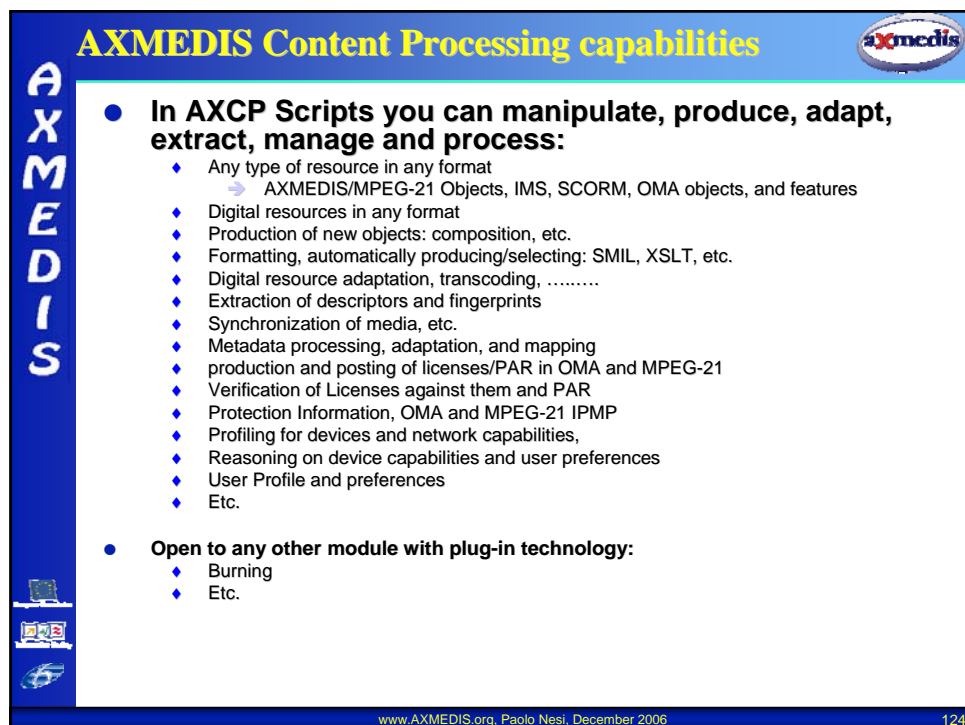 AXMEDIS Content Processing capabilities
axmedis
AXMEDIS
In AXCP Scripts you can manipulate, produce, adapt,
extract, manage and process:
Any type of resource in any format
AXMEDIS/MPEG-21 Objects, IMS, SCORM, OMA objects, and features
Digital resources in any format
Production of new objects: composition, etc.
Formatting, automatically producing/selecting: SMIL, XSLT, etc.
Digital resource adaptation, transcoding, ….….…
Extraction of descriptors and fingerprints
Synchronization of media, etc.
Metadata processing, adaptation, and mapping
production and posting of licenses/PAR in OMA and MPEG-21
Verification of Licenses against them and PAR
Protection Information, OMA and MPEG-21 IPMP
Profiling for devices and network capabilities,
Reasoning on device capabilities and user preferences
User Profile and preferences
Etc.
Open to any other module with plug-in technology:
Burning
Etc.
www.AXMEDIS.org, Paolo Nesi, December 2006
124